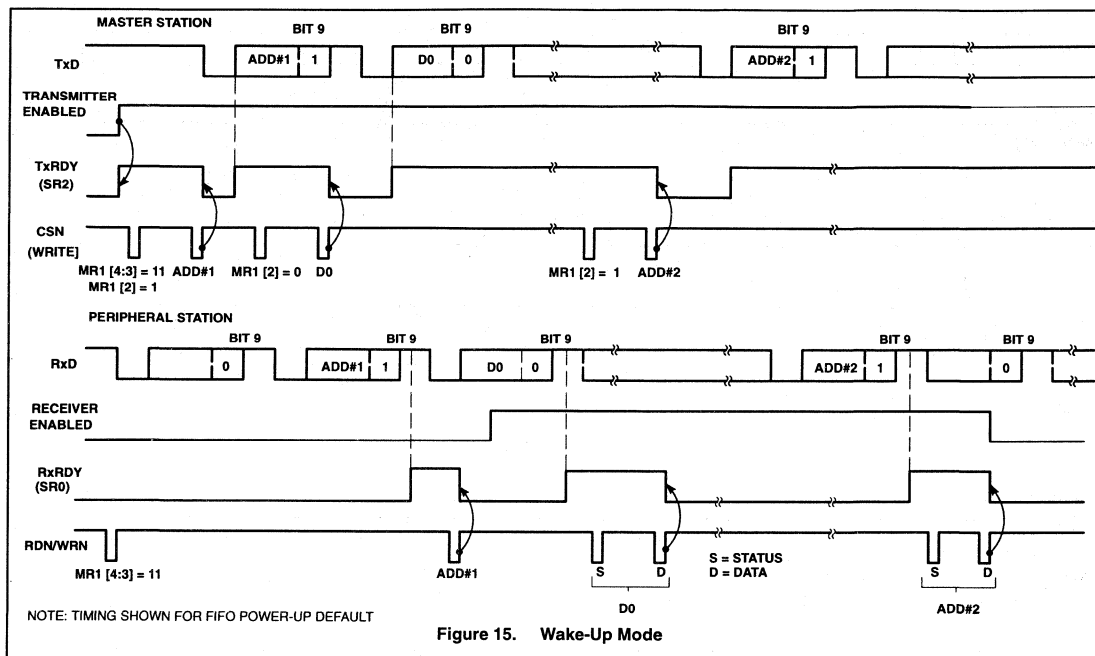 MASTER STATION
BIT 9 BIT 9 BIT 9
TxD ADD#1 1 D0 0 ADD#2 1
TRANSMITTER
ENABLED
TxRDY
(SR2)
CSN
(WRITE]
MR1 [4:3] = 11 ADD#1 MR1 [2] = 0 D0 MR1 [2] = 1 ADD#2
MR1 [2] = 1
PERIPHERAL STATION
BIT 9 BIT 9 BIT 9 BIT 9 BIT 9
RxD 0 ADD#1 1 D0 0 ADD#2 1 0
RECEIVER
ENABLED
RxRDY
(SR0)
RDN/WRN
MR1 [4:3] = 11 ADD#1 S D S = STATUS S D
D = DATA
D0 ADD#2
NOTE: TIMING SHOWN FOR FIFO POWER-UP DEFAULT
Figure 15. Wake-Up Mode